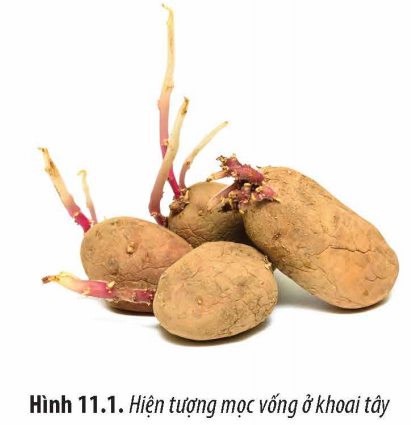 Hình 11.1. Hiện tượng mọc vống ở khoai tây